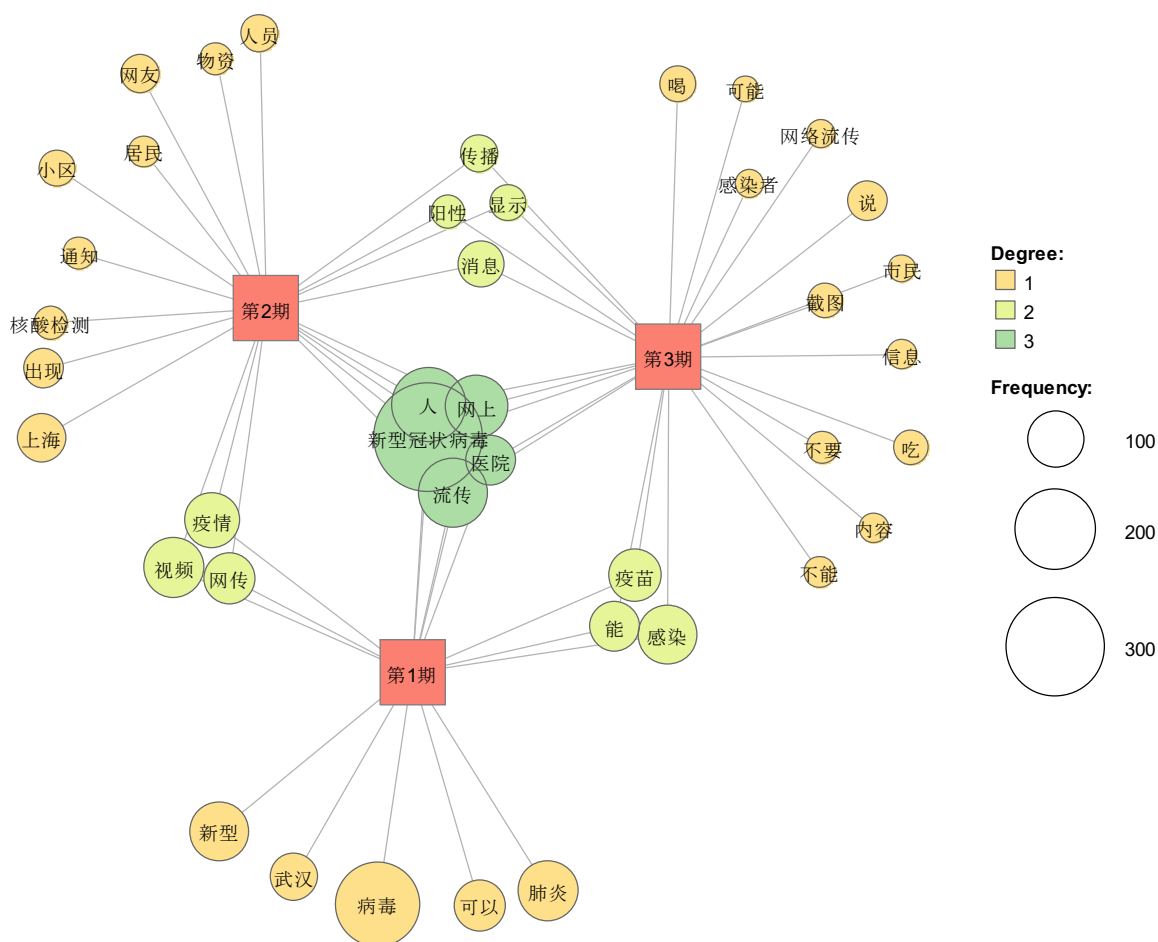 人员
物资
网友
居民
小区
通知
核酸检测
出现
上海
第2期
传播
阳性
显示
消息
喝
可能
网络流传
感染者
说
市民
截图
信息
不要
吃
内容
不能
第3期
人
网上
新型冠状病毒
医院
流传
疫情
视频
网传
疫苗
能
感染
第1期
新型
武汉
病毒
可以
肺炎
Degree:
1
2
3
Frequency:
100
200
300